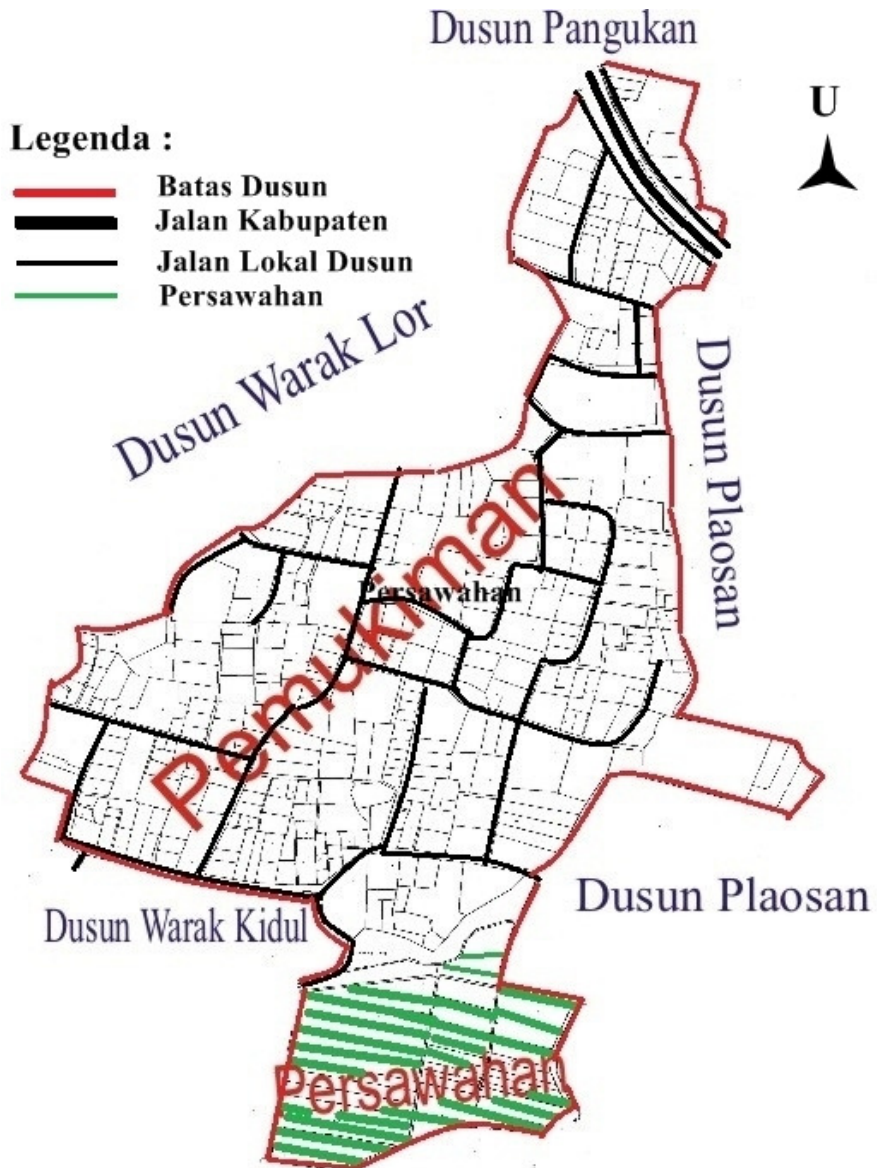 Dusun Pangukan
U
Legenda :
Batas Dusun
Jalan Kabupaten
Jalan Lokal Dusun
Persawahan
Dusun Warak Lor
Dusun Plaosan
Pemukiman
Persawahan
Dusun Plaosan
Dusun Warak Kidul
Persawahan